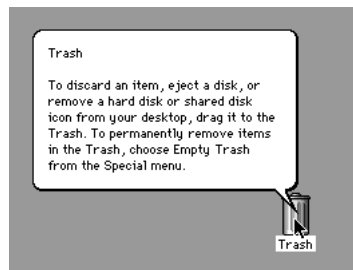 Trash
To discard an item, eject a disk, or
remove a hard disk or shared disk
icon from your desktop, drag it to the
Trash. To permanently remove items
in the Trash, choose Empty Trash
from the Special menu.
Trash